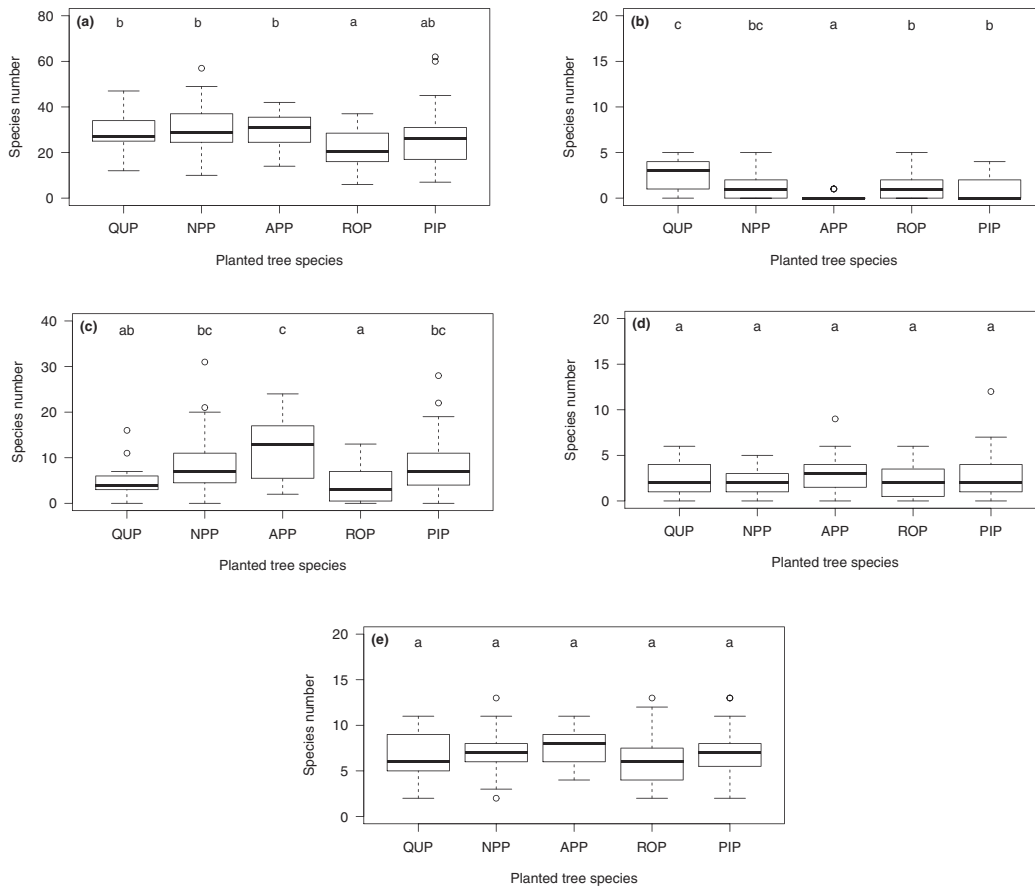 (a) b b b a ab
80
60
40
20
0
Species number
QUP NPP APP ROP PIP
Planted tree species
(b) c bc a b b
20
15
10
5
0
Species number
QUP NPP APP ROP PIP
Planted tree species
(c) ab bc c a bc
40
30
20
10
0
Species number
QUP NPP APP ROP PIP
Planted tree species
(d) a a a a a
20
15
10
5
0
Species number
QUP NPP APP ROP PIP
Planted tree species
(e) a a a a a
20
15
10
5
0
Species number
QUP NPP APP ROP PIP
Planted tree species